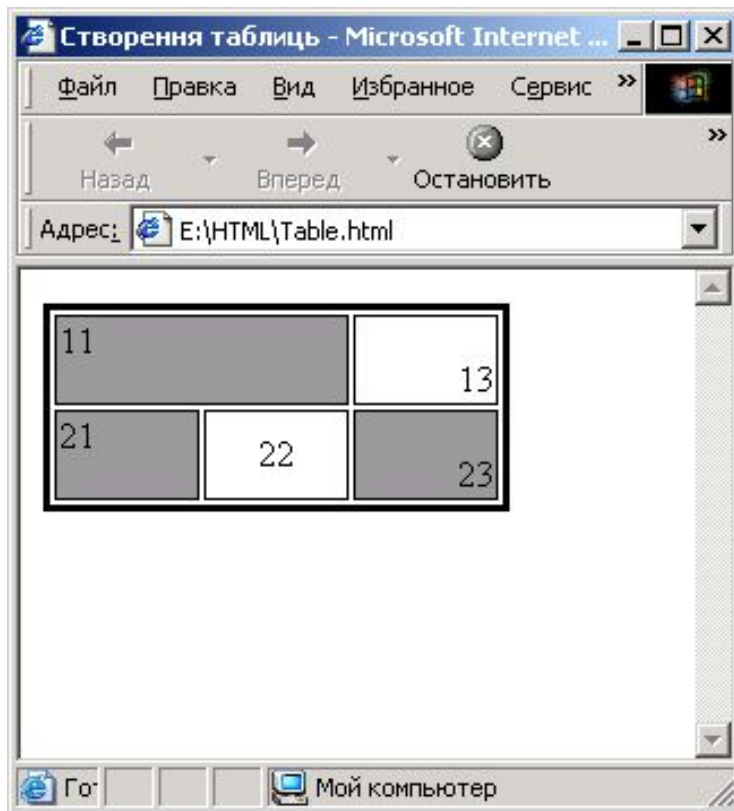 Створення таблиць - Microsoft Internet ...
Файл Правка Вид Избранное Сервис »
Назад Вперед Остановить »
Адрес: E:\HTML\Table.html
11 13
21 22 23
Мой компьютер